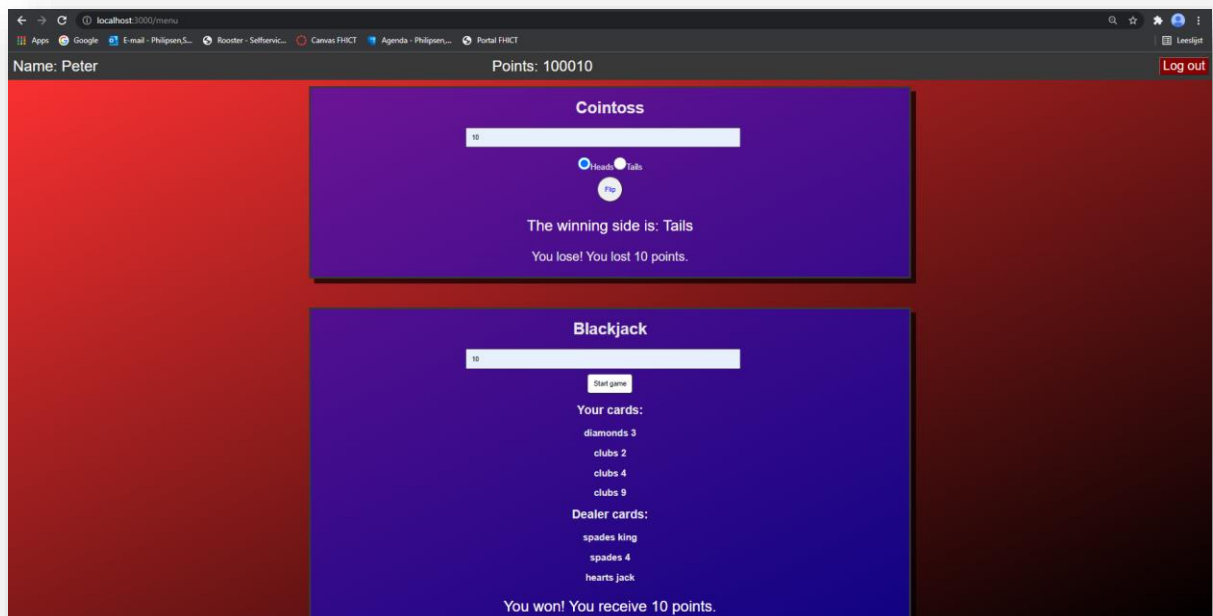 localhost:3000/menu
Apps Google E-mail - Philipsen,S... Rooster - Selfservic... Canvas FHICT Agenda - Philipsen,... Portal FHICT Leeslijst
Name: Peter Points: 100010 Log out
Cointoss
10
Heads Tails
Flip
The winning side is: Tails
You lose! You lost 10 points.
Blackjack
10
Start game
Your cards:
diamonds 3
clubs 2
clubs 4
clubs 9
Dealer cards:
spades king
spades 4
hearts jack
You won! You receive 10 points.